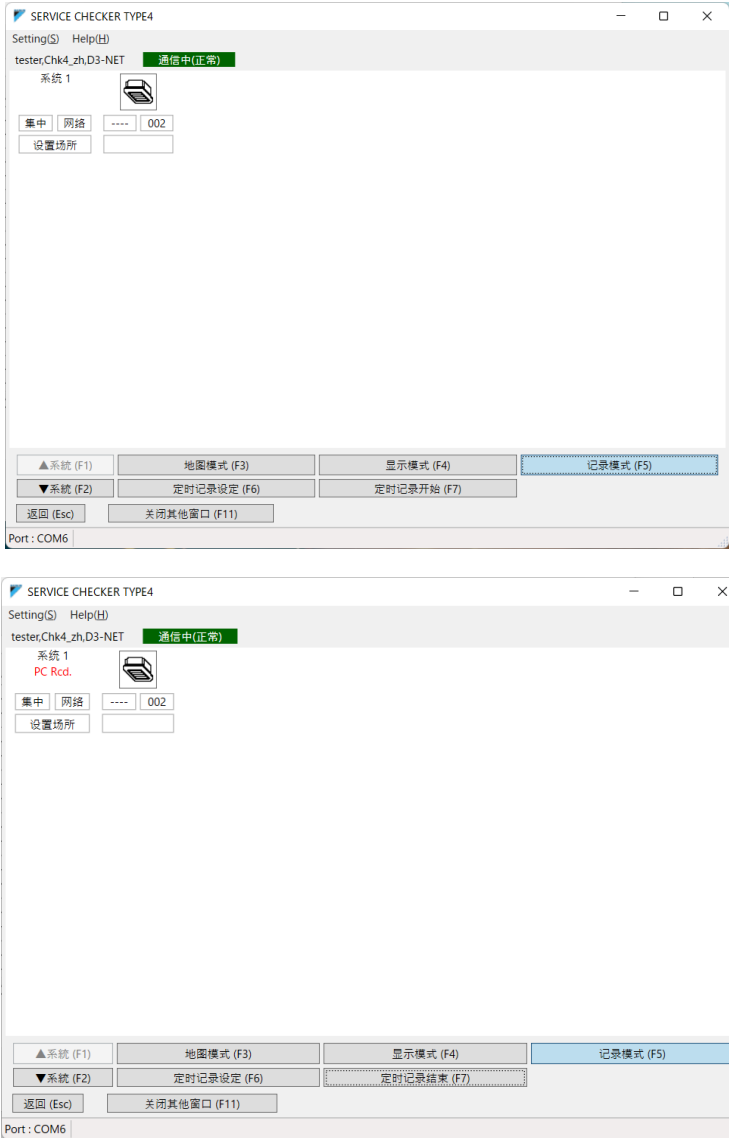 SERVICE CHECKER TYPE4
Setting(S) Help(H)
tester,Chk4_zh,D3-NET 通信中(正常)
系统 1
集中 网络 ---- 002
设置场所
▲系統 (F1) 地图模式 (F3) 显示模式 (F4) 记录模式 (F5)
▼系統 (F2) 定时记录设定 (F6) 定时记录开始 (F7)
返回 (Esc) 关闭其他窗口 (F11)
Port : COM6
SERVICE CHECKER TYPE4
Setting(S) Help(H)
tester,Chk4_zh,D3-NET 通信中(正常)
系统 1
PC Rcd.
集中 网络 ---- 002
设置场所
▲系統 (F1) 地图模式 (F3) 显示模式 (F4) 记录模式 (F5)
▼系統 (F2) 定时记录设定 (F6) 定时记录结束 (F7)
返回 (Esc) 关闭其他窗口 (F11)
Port : COM6